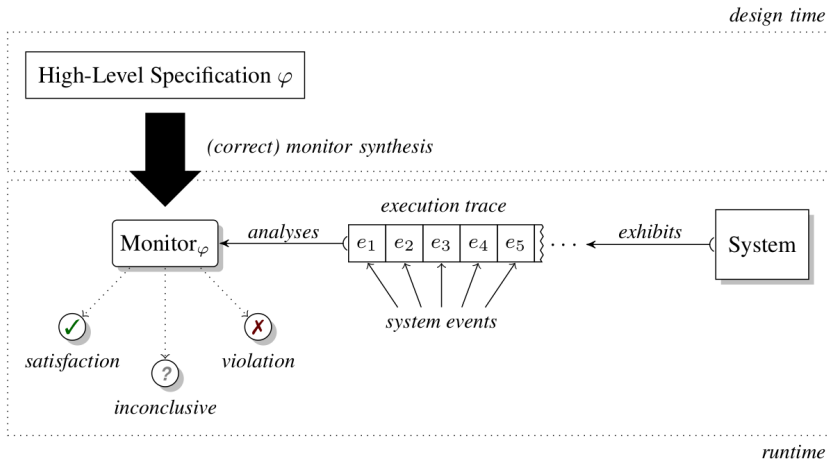 design time
High-Level Specification φ
(correct) monitor synthesis
execution trace
Monitorφ
analyses
e1 e2 e3 e4 e5 ...
exhibits
System
system events
✓
✗
satisfaction
violation
?
inconclusive
runtime